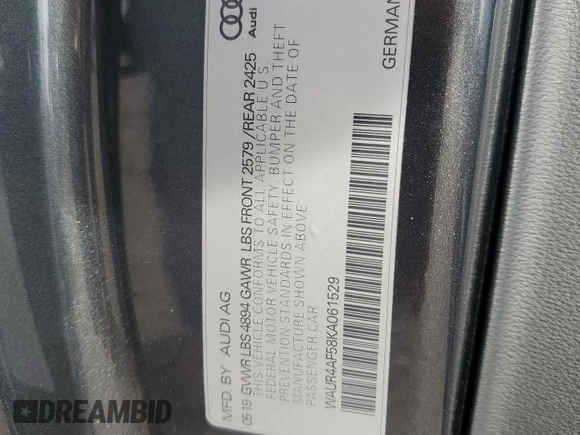 MFD. BY AUDI AG
0519 GVWR LBS 4894 GAWR LBS FRONT 2579/REAR 2425
THIS VEHICLE CONFORMS TO ALL APPLICABLE U S
FEDERAL MOTOR VEHICLE SAFETY, BUMPER AND THEFT
PREVENTION STANDARDS IN EFFECT ON THE DATE OF
MANUFACTURE SHOWN ABOVE
PASSENGER CAR
WAUR4AF58KA061529
Audi
GERMAN
DREAMBID